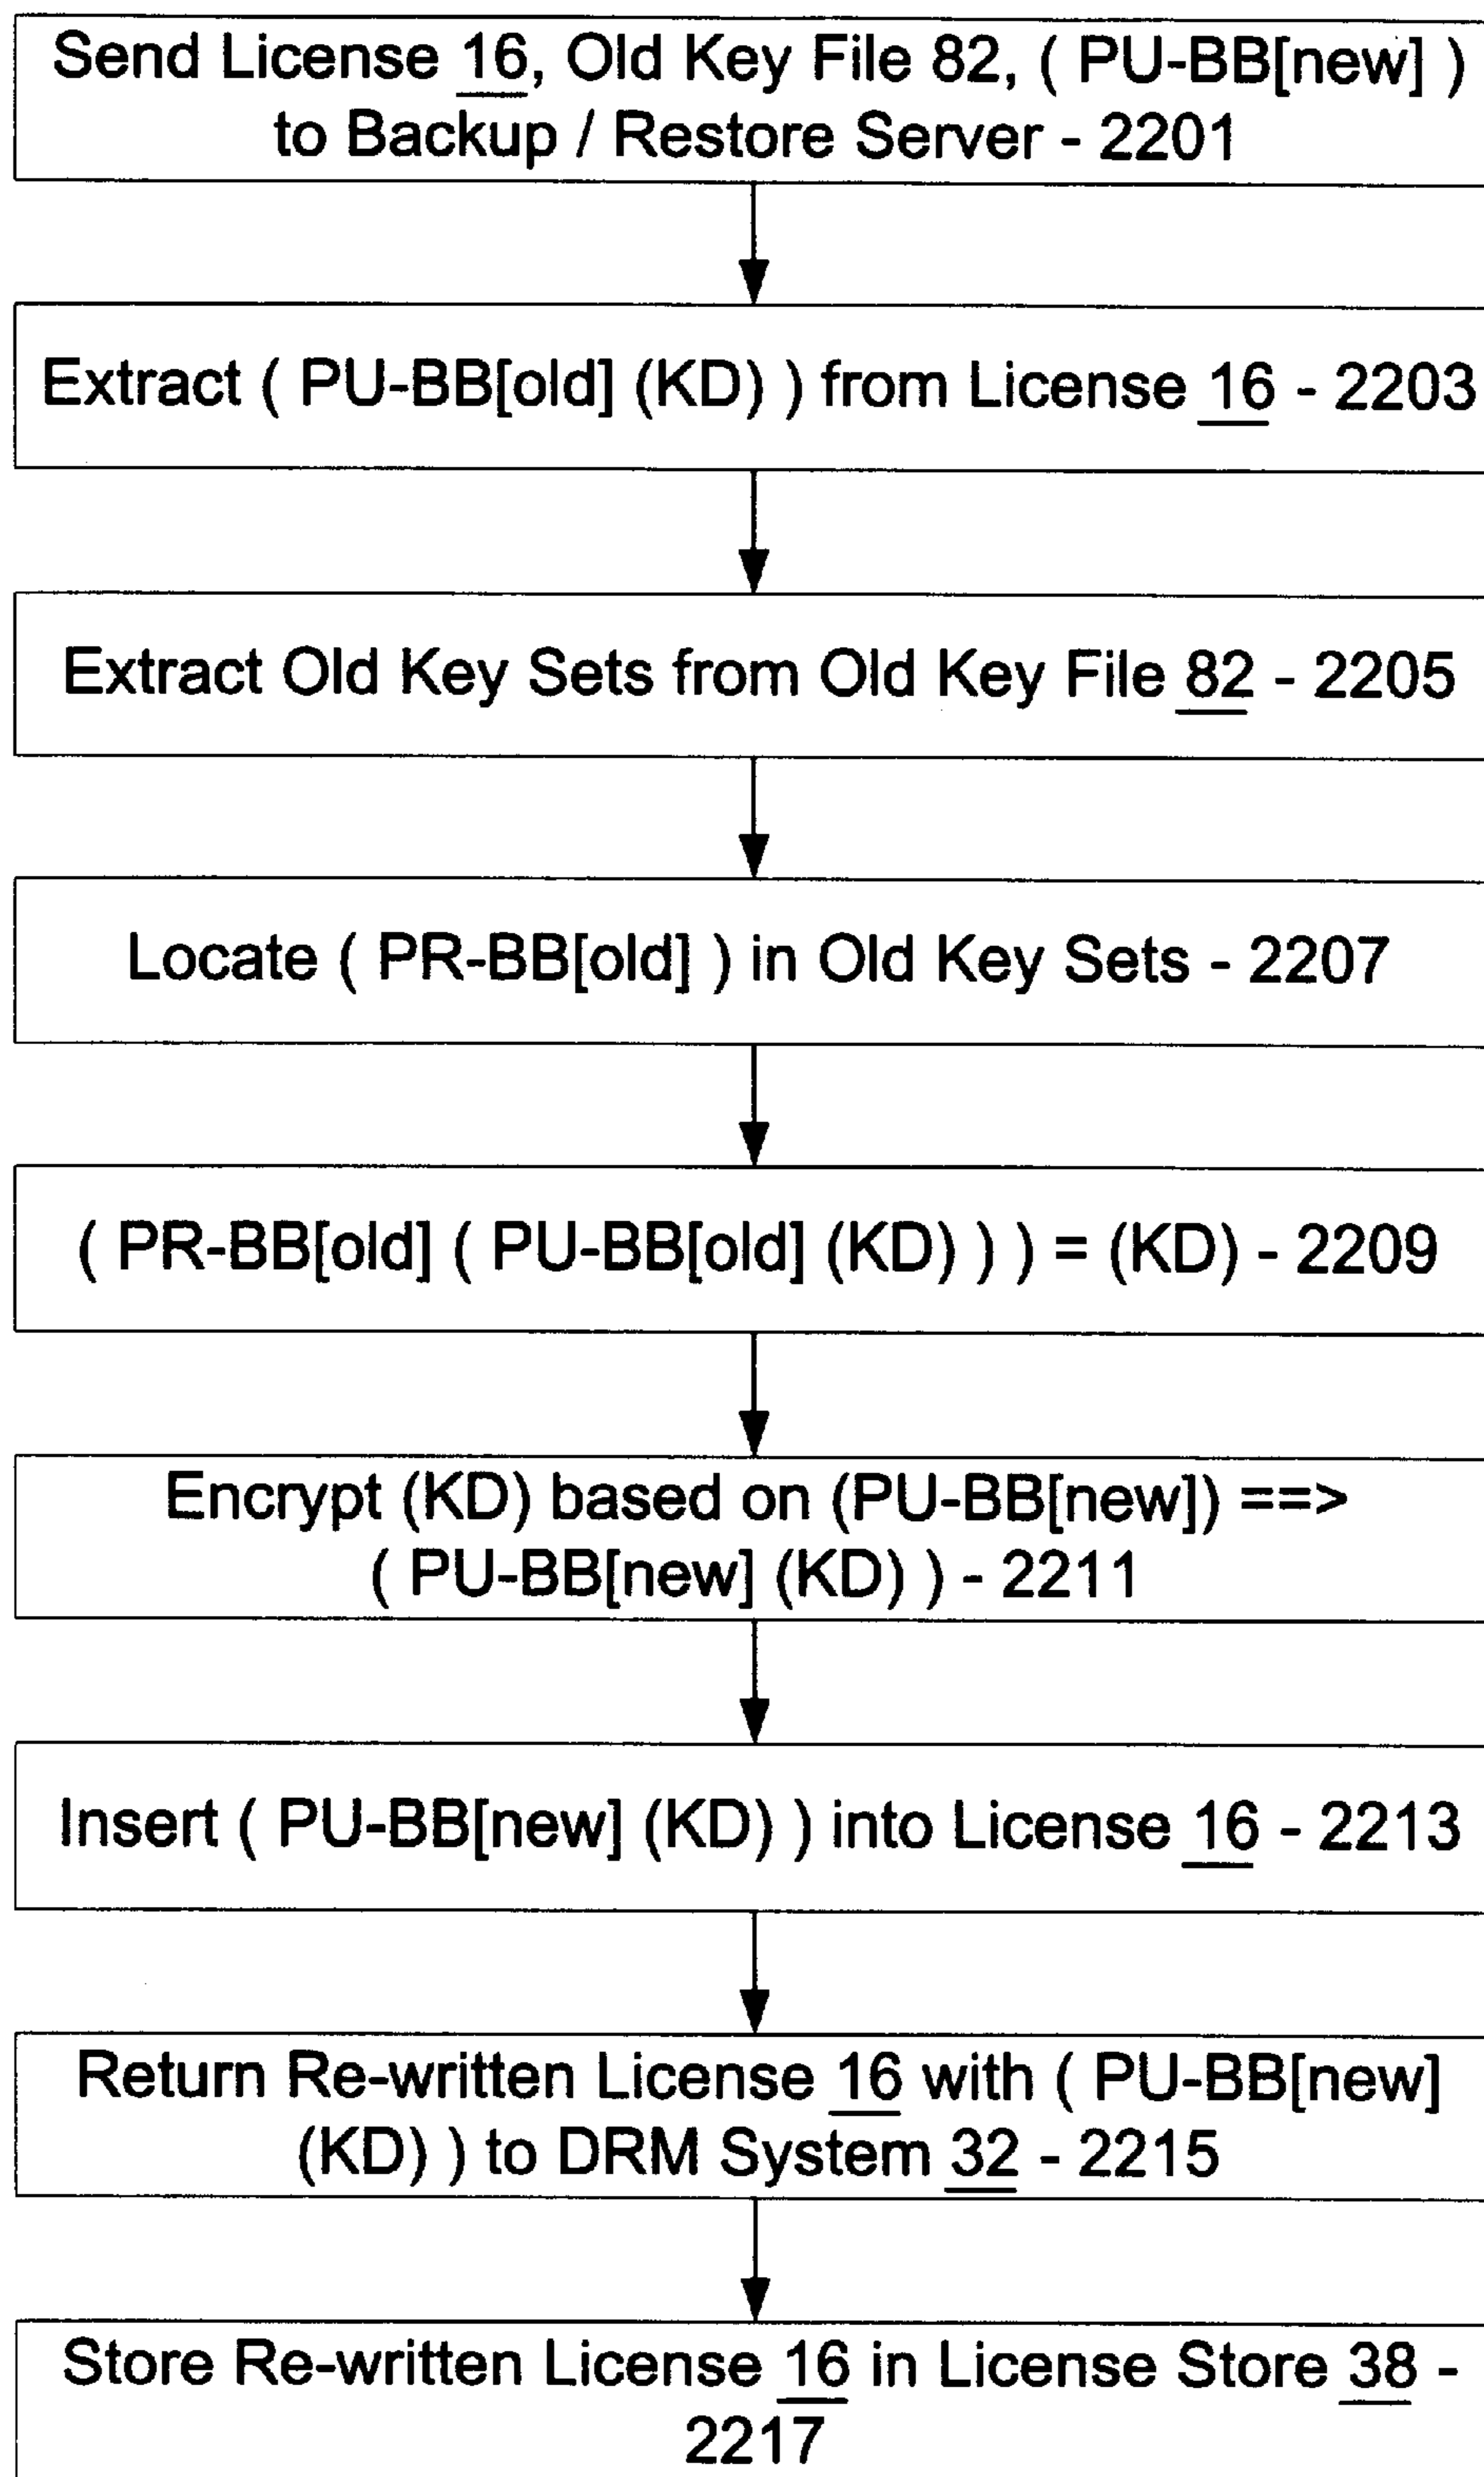 Send License 16, Old Key File 82, ( PU-BB[new] )
to Backup / Restore Server - 2201
Extract ( PU-BB[old] (KD) ) from License 16 - 2203
Extract Old Key Sets from Old Key File 82 - 2205
Locate ( PR-BB[old] ) in Old Key Sets - 2207
( PR-BB[old] ( PU-BB[old] (KD) ) ) = (KD) - 2209
Encrypt (KD) based on (PU-BB[new]) ==>
( PU-BB[new] (KD) ) - 2211
Insert ( PU-BB[new] (KD) ) into License 16 - 2213
Return Re-written License 16 with ( PU-BB[new]
(KD) ) to DRM System 32 - 2215
Store Re-written License 16 in License Store 38 -
2217